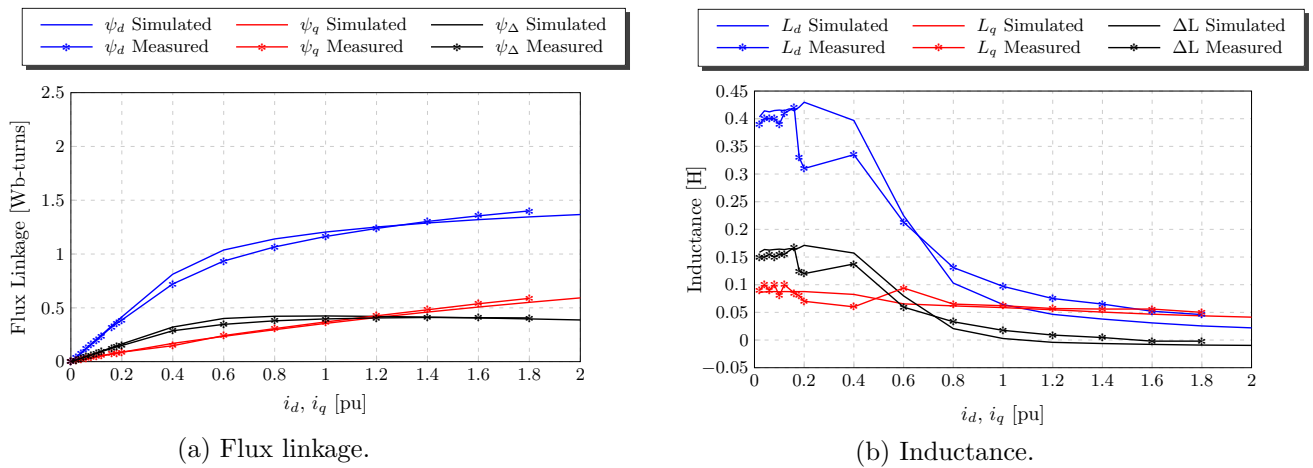 ψd Simulated ψq Simulated ψΔ Simulated
ψd Measured ψq Measured ψΔ Measured
2.5
2
1.5
1
0.5
0
Flux Linkage [Wb-turns]
0 0.2 0.4 0.6 0.8 1 1.2 1.4 1.6 1.8 2
id, iq [pu]
(a) Flux linkage.
Ld Simulated Lq Simulated ΔL Simulated
Ld Measured Lq Measured ΔL Measured
0.45
0.4
0.35
0.3
0.25
0.2
0.15
0.1
0.05
0
−0.05
Inductance [H]
0 0.2 0.4 0.6 0.8 1 1.2 1.4 1.6 1.8 2
id, iq [pu]
(b) Inductance.